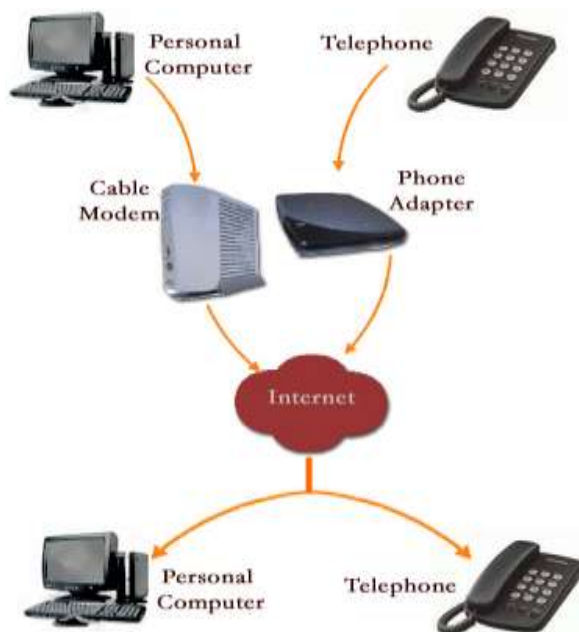 Personal
Computer
Telephone
Cable
Modem
Phone
Adapter
Internet
Personal
Computer
Telephone